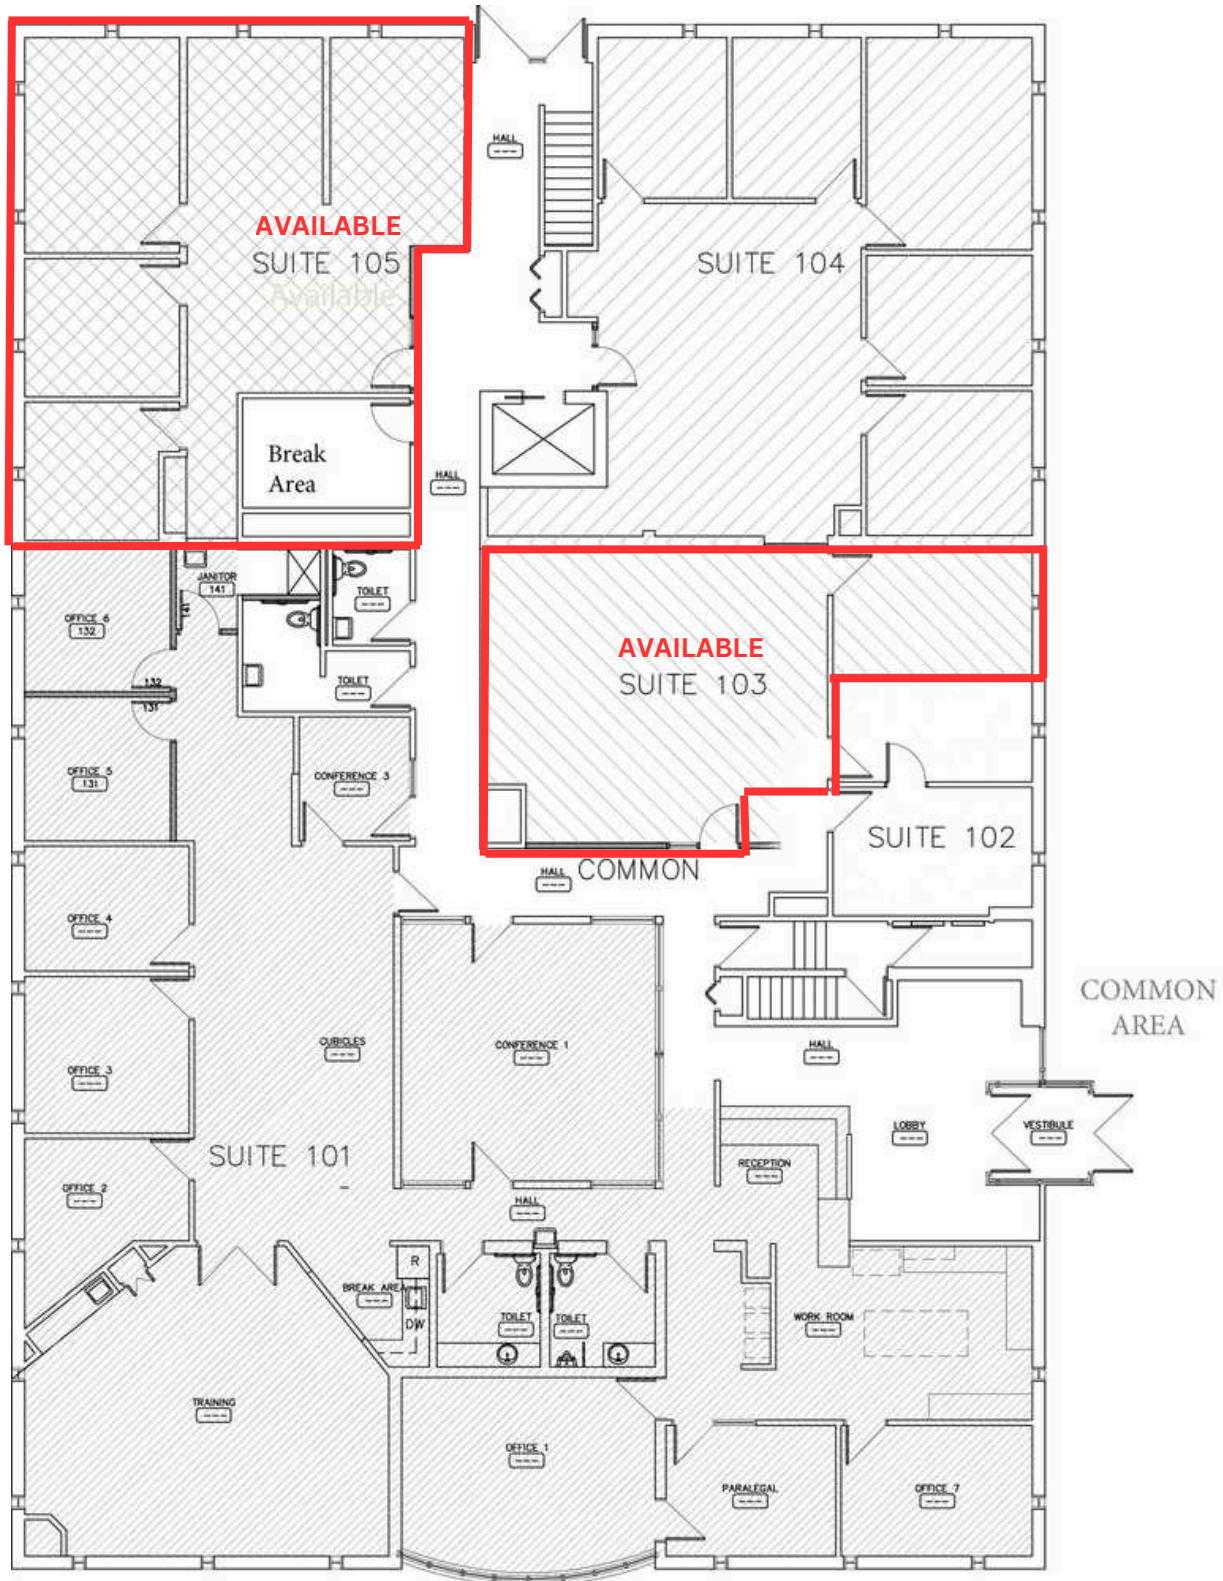 HALL
---
AVAILABLE
SUITE 105
Available
SUITE 104
Break
Area
HALL
---
JANITOR
141
141
TOILET
---
OFFICE 6
132
132
131
TOILET
---
AVAILABLE
SUITE 103
OFFICE 5
131
CONFERENCE 3
---
SUITE 102
HALL
---
COMMON
OFFICE 4
---
COMMON
AREA
CUBICLES
---
CONFERENCE 1
---
HALL
---
OFFICE 3
---
LOBBY
---
VESTIBULE
---
SUITE 101
RECEPTION
---
OFFICE 2
---
HALL
---
R
BREAK AREA
---
DW
TOILET
---
TOILET
---
WORK ROOM
---
TRAINING
---
OFFICE 1
---
PARALEGAL
---
OFFICE 7
---